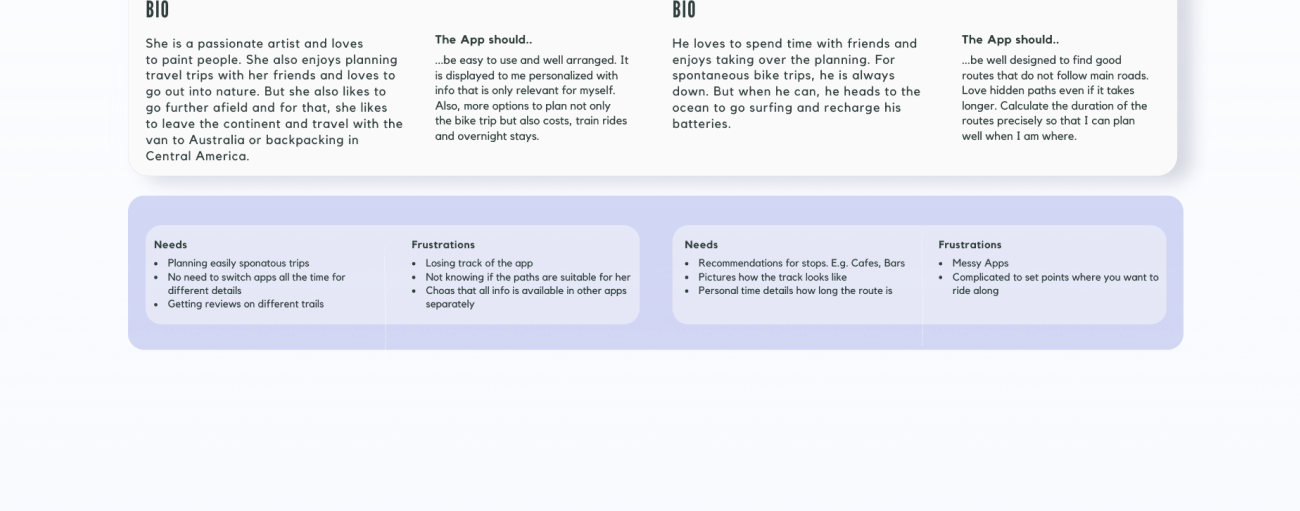 BIO
She is a passionate artist and loves
to paint people. She also enjoys planning
travel trips with her friends and loves to
go out into nature. But she also likes to
go further afield and for that, she likes
to leave the continent and travel with the
van to Australia or backpacking in
Central America.
The App should..
...be easy to use and well arranged. It
is displayed to me personalized with
info that is only relevant for myself.
Also, more options to plan not only
the bike trip but also costs, train rides
and overnight stays.
BIO
He loves to spend time with friends and
enjoys taking over the planning. For
spontaneous bike trips, he is always
down. But when he can, he heads to the
ocean to go surfing and recharge his
batteries.
The App should..
...be well designed to find good
routes that do not follow main roads.
Love hidden paths even if it takes
longer. Calculate the duration of the
routes precisely so that I can plan
well when I am where.
Needs
• Planning easily sponatous trips
• No need to switch apps all the time for
different details
• Getting reviews on different trails
Frustrations
• Losing track of the app
• Not knowing if the paths are suitable for her
• Choas that all info is available in other apps
separately
Needs
• Recommendations for stops. E.g. Cafes, Bars
• Pictures how the track looks like
• Personal time details how long the route is
Frustrations
• Messy Apps
• Complicated to set points where you want to
ride along